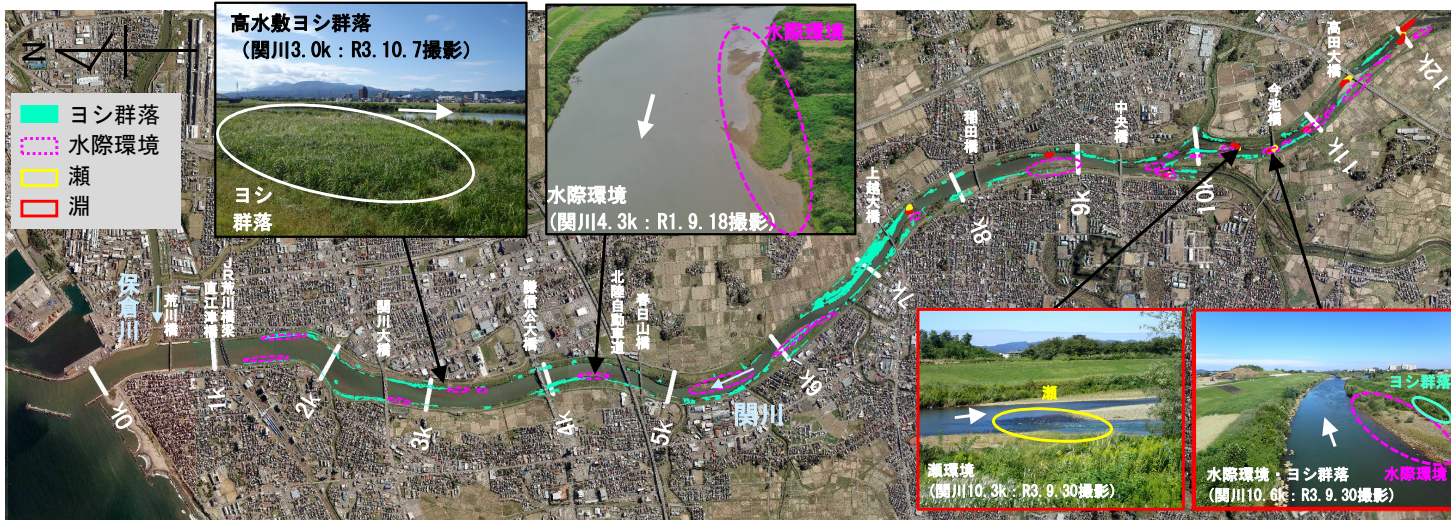 N
ヨシ群落
水際環境
瀬
淵
高水敷ヨシ群落
(関川3.0k:R3.10.7撮影)
ヨシ
群落
水際環境
水際環境
(関川4.3k:R1.9.18撮影)
保倉川
荒川橋
JR荒川橋梁
直江津橋
関川大橋
謙信公大橋
北陸自動車道
春日山橋
上越大橋
稲田橋
中央橋
今池橋
高田大橋
関川
0k
1k
2k
3k
4k
5k
6k
7k
8k
9k
10k
11k
12k
瀬
瀬環境
(関川10.3k:R3.9.30撮影)
ヨシ群落
水際環境
水際環境・ヨシ群落
(関川10.6k:R3.9.30撮影)